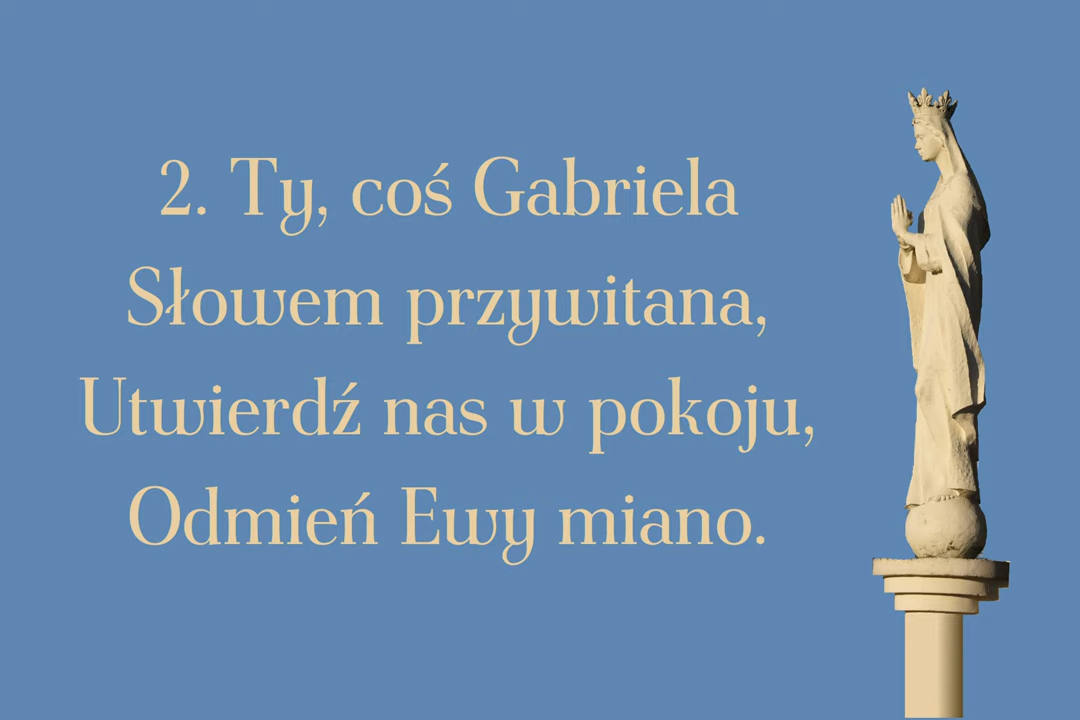 2. Ty, coś Gabriela
Słowem przywitana,
Utwierdź nas w pokoju,
Odmień Ewy miano.